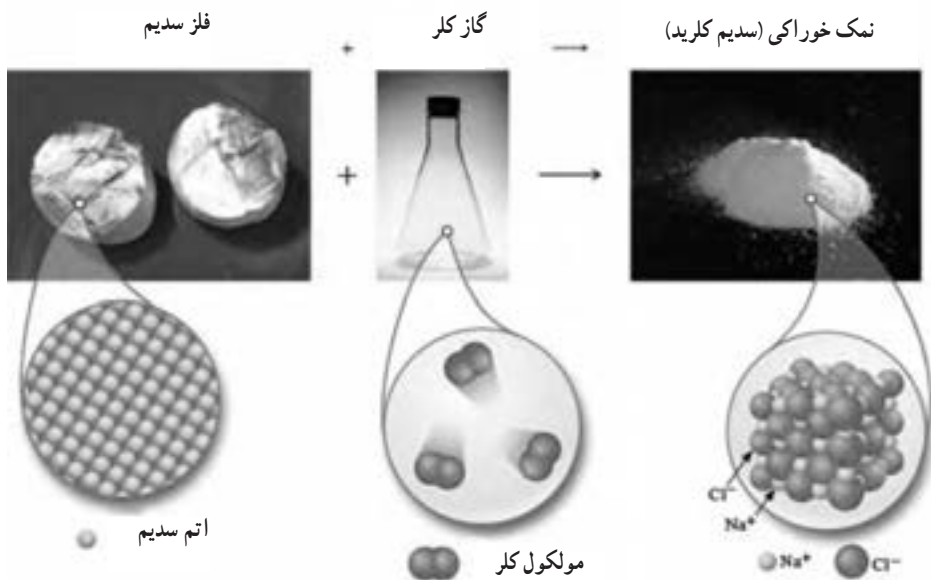 فلز سدیم + گاز کلر → نمک خوراکی (سدیم کلرید)
+ →
Cl⁻
Na⁺
اتم سدیم
مولکول کلر
Na⁺ Cl⁻